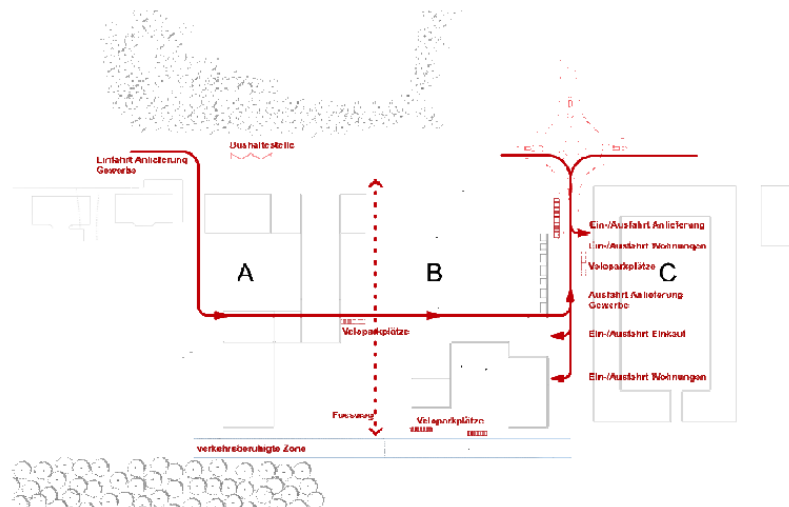 Bushaltestelle
Einfahrt Anlieferung
Gewerbe
Ein-/Ausfahrt Anlieferung
Ein-/Ausfahrt Wohnungen
A
B
Veloparkplätze
C
Ausfahrt Anlieferung
Gewerbe
Veloparkplätze
Ein-/Ausfahrt Einkauf
Ein-/Ausfahrt Wohnungen
Fussweg
Veloparkplätze
verkehrsberuhigte Zone